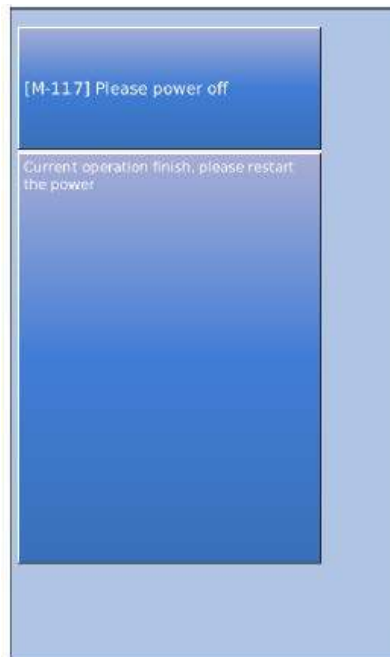 [M-117] Please power off
Current operation finish, please restart
the power